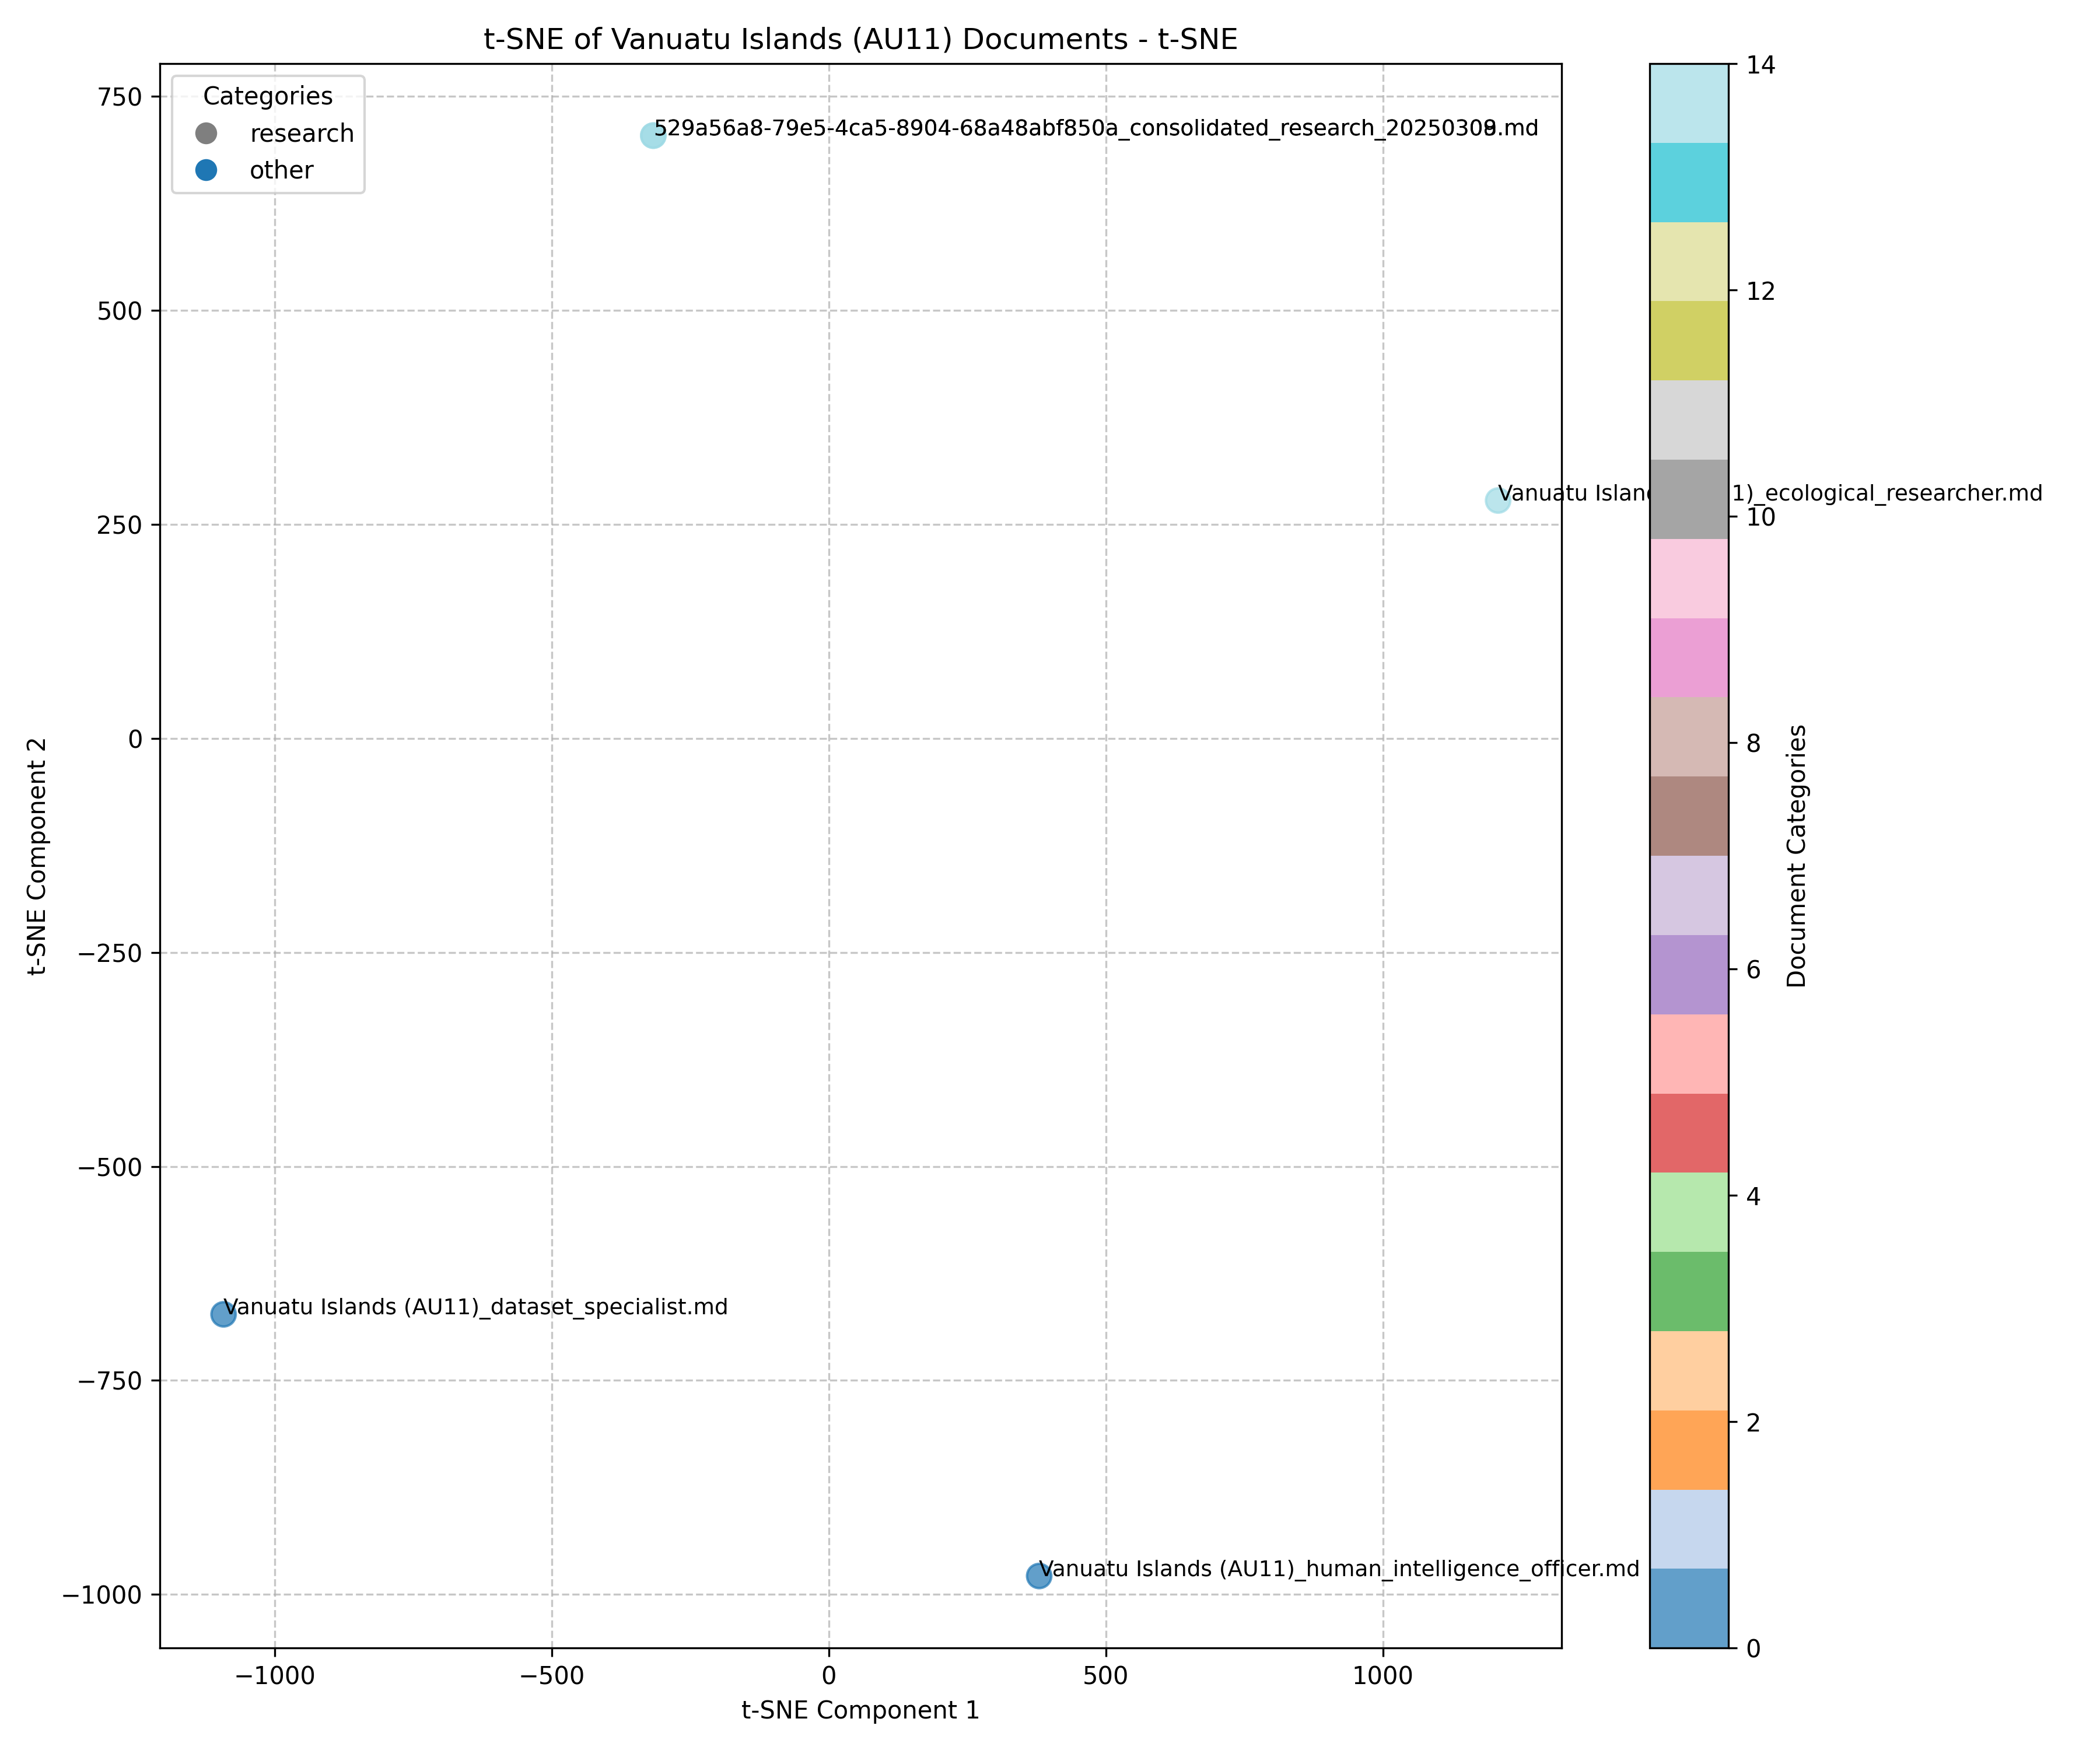 t-SNE of Vanuatu Islands (AU11) Documents - t-SNE
Categories
research
other
529a56a8-79e5-4ca5-8904-68a48abf850a_consolidated_research_2025030 .md
Vanuatu Islan 1)_ecological_researcher.md
Vanuatu Islands (AU11)_dataset_specialist.md
Vanuatu Islands (AU11)_human_intelligence_officer.md
750
500
250
0
−250
−500
−750
−1000
t-SNE Component 2
−1000
−500
0
500
1000
t-SNE Component 1
14
12
10
8
6
4
2
0
Document Categories